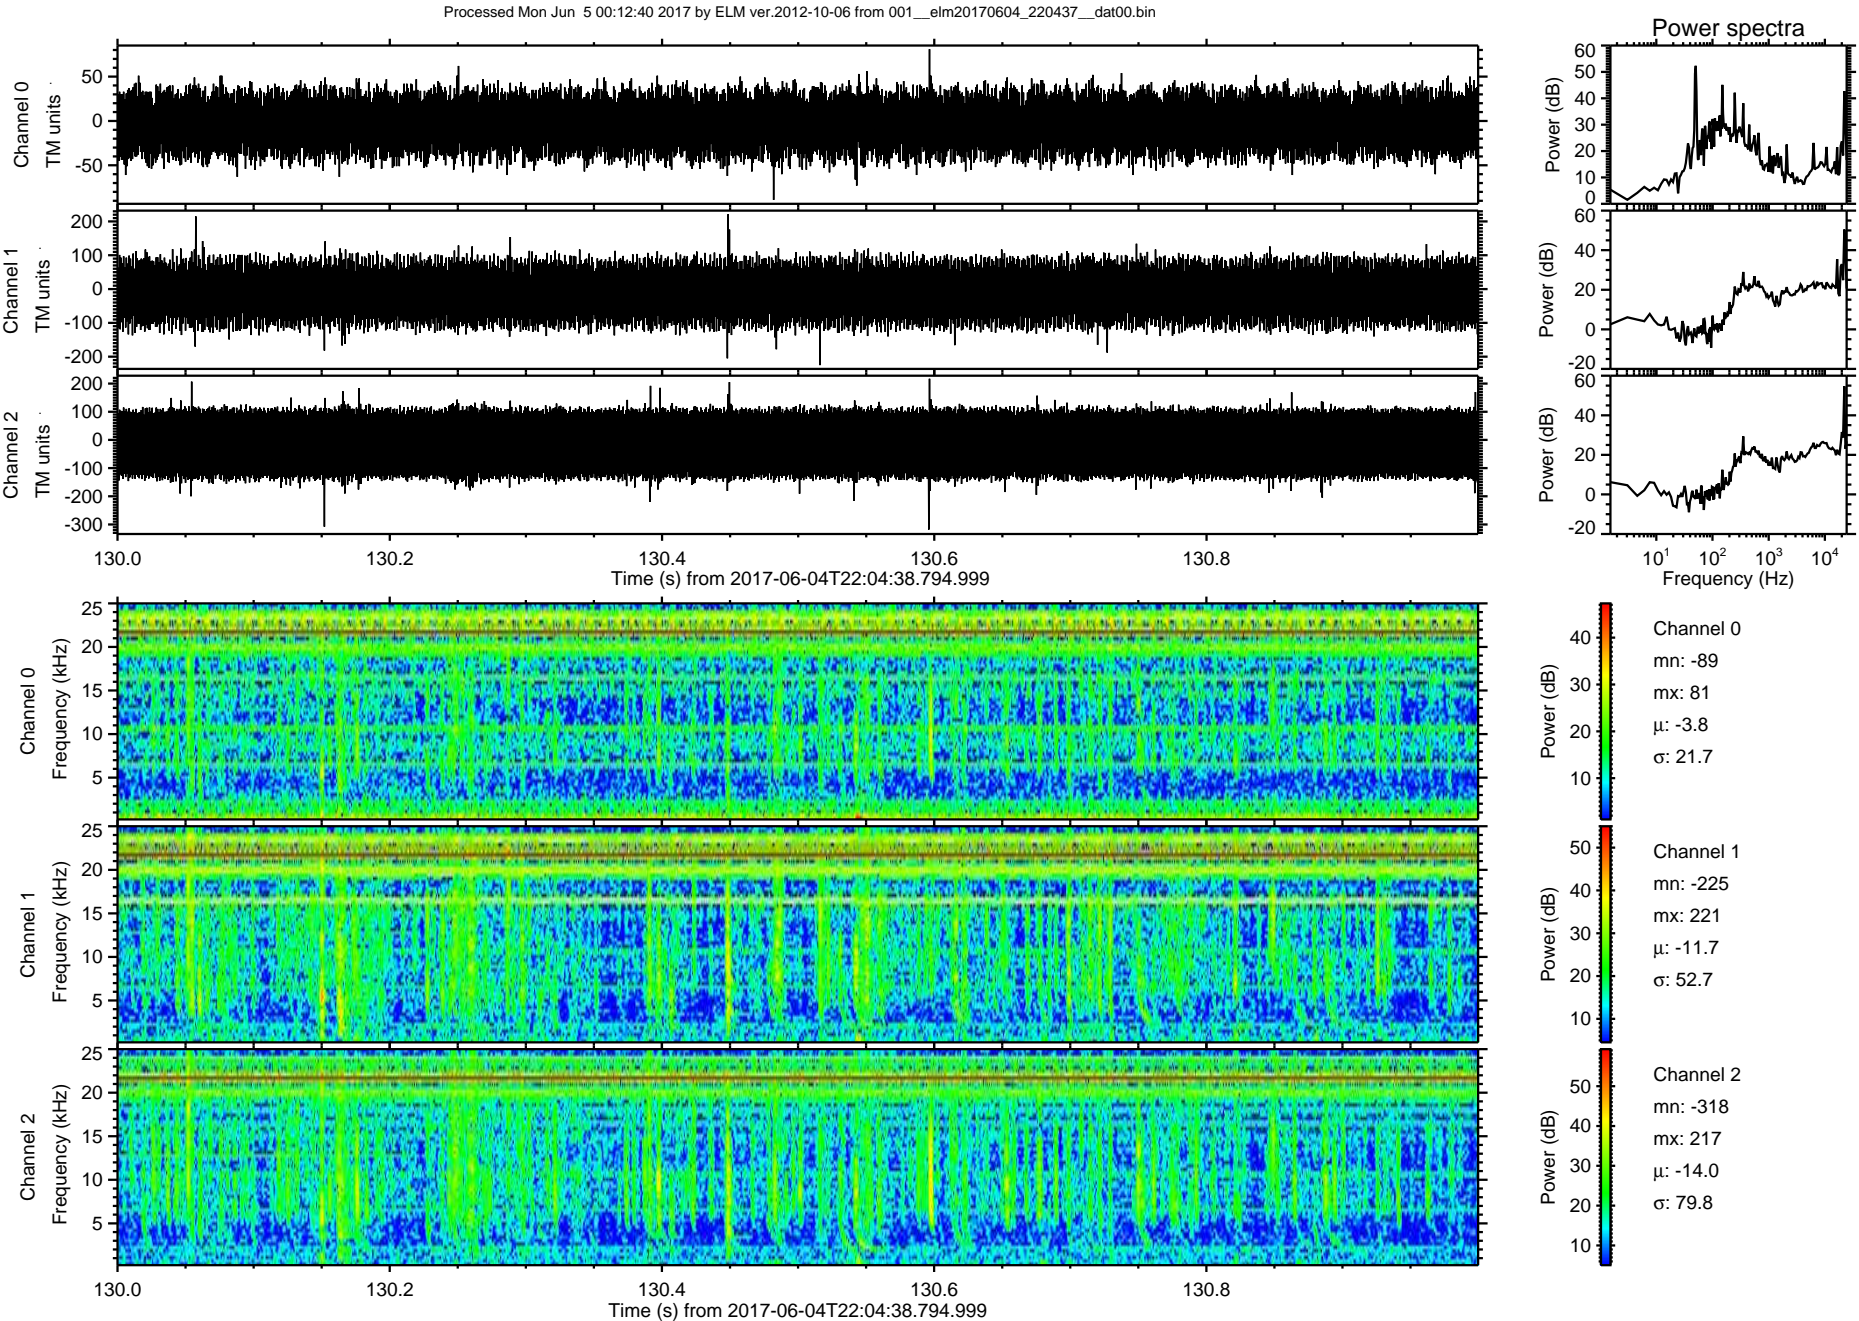 Processed Mon Jun  5 00:12:40 2017 by ELM ver.2012-10-06 from 001__elm20170604_220437__dat00.bin
Power spectra
Channel 0
TM units
50
0
-50
Power (dB)
60
50
40
30
20
10
0
Channel 1
TM units
200
100
0
-100
-200
Power (dB)
60
40
20
0
-20
Channel 2
TM units
200
100
0
-100
-200
-300
Power (dB)
60
40
20
0
-20
130.0 130.2 130.4 130.6 130.8
Time (s) from 2017-06-04T22:04:38.794.999
10^1 10^2 10^3 10^4
Frequency (Hz)
Channel 0
Frequency (kHz)
25
20
15
10
5
Power (dB)
40
30
20
10
Channel 0
mn: -89
mx: 81
μ: -3.8
σ: 21.7
Channel 1
Frequency (kHz)
25
20
15
10
5
Power (dB)
50
40
30
20
10
Channel 1
mn: -225
mx: 221
μ: -11.7
σ: 52.7
Channel 2
Frequency (kHz)
25
20
15
10
5
Power (dB)
50
40
30
20
10
Channel 2
mn: -318
mx: 217
μ: -14.0
σ: 79.8
130.0 130.2 130.4 130.6 130.8
Time (s) from 2017-06-04T22:04:38.794.999